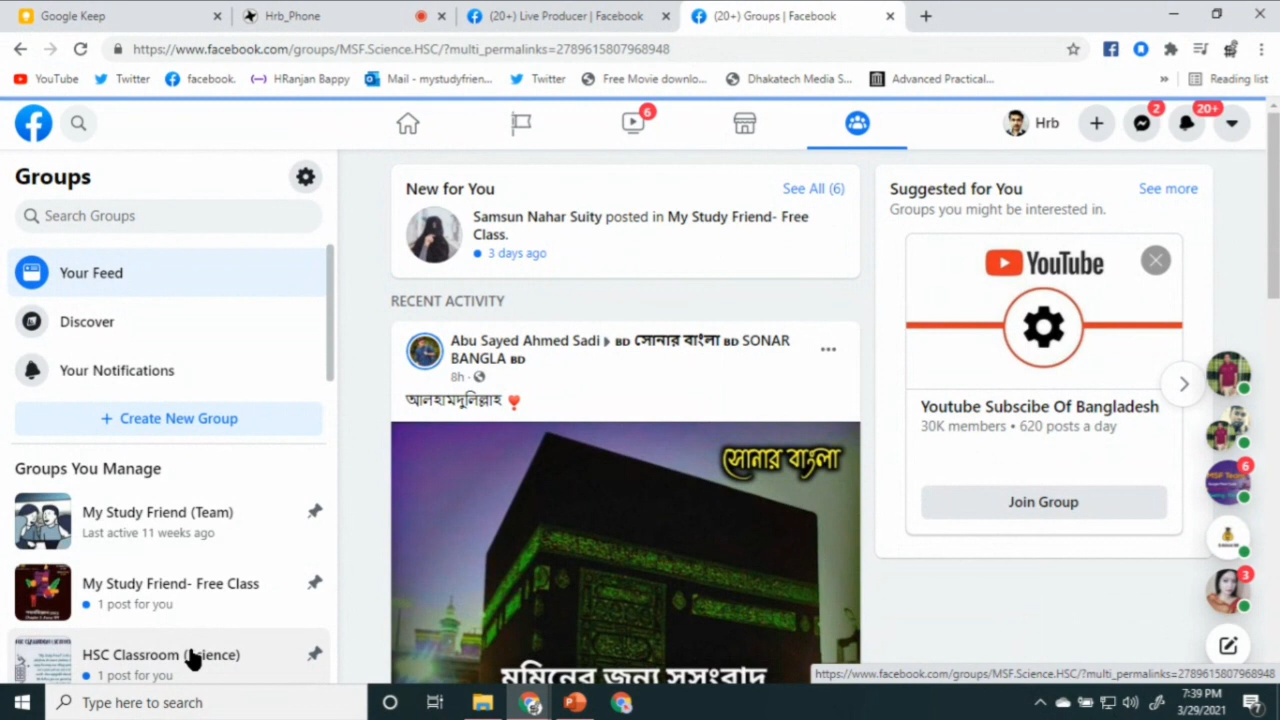 Google Keep
Hrb_Phone
(20+) Live Producer | Facebook
(20+) Groups | Facebook
https://www.facebook.com/groups/MSF.Science.HSC/?multi_permalinks=2789615807968948
YouTube
Twitter
facebook.
HRanjan Bappy
Mail - mystudyfrien...
Twitter
Free Movie downlo...
Dhakatech Media S...
Advanced Practical...
»
Reading list
6
Hrb
2
20+
Groups
Search Groups
Your Feed
Discover
Your Notifications
+ Create New Group
Groups You Manage
My Study Friend (Team)
Last active 11 weeks ago
My Study Friend- Free Class
1 post for you
HSC Classroom (Science)
1 post for you
New for You
See All (6)
Samsun Nahar Suity posted in My Study Friend- Free
Class.
3 days ago
RECENT ACTIVITY
Abu Sayed Ahmed Sadi ▸ BD সোনার বাংলা BD SONAR
BANGLA BD
8h ·
আলহামদুলিল্লাহ
সোনার বাংলা
মুমিনের জন্য সুসংবাদ
Suggested for You
See more
Groups you might be interested in.
YouTube
Youtube Subscibe Of Bangladesh
30K members • 620 posts a day
Join Group
6
3
https://www.facebook.com/groups/MSF.Science.HSC/?multi_permalinks=2789615807968948
Type here to search
7:39 PM
3/29/2021
7